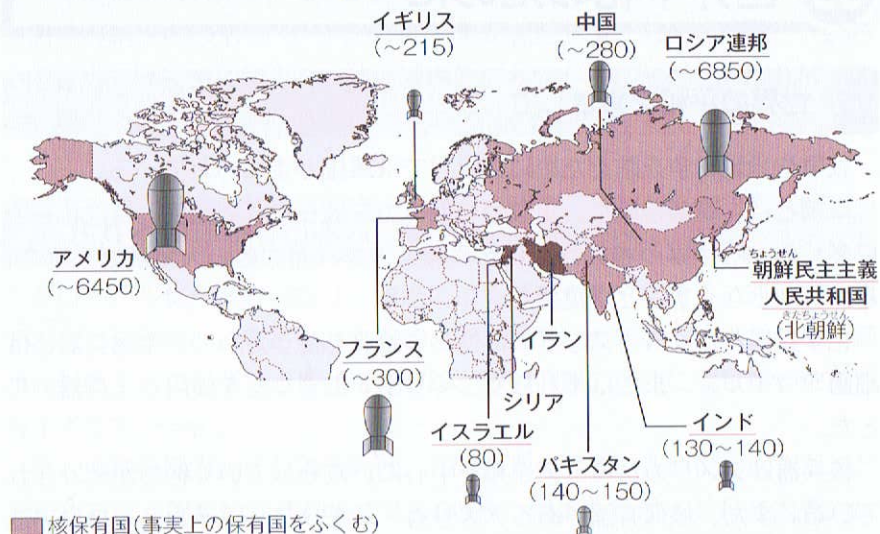 イギリス
(～215)
中国
(～280)
ロシア連邦
(～6850)
アメリカ
(～6450)
ちょうせん
朝鮮民主主義
人民共和国
きたちょうせん
(北朝鮮)
フランス
(～300)
イラン
シリア
イスラエル
(80)
パキスタン
(140～150)
インド
(130～140)
核保有国(事実上の保有国をふくむ)